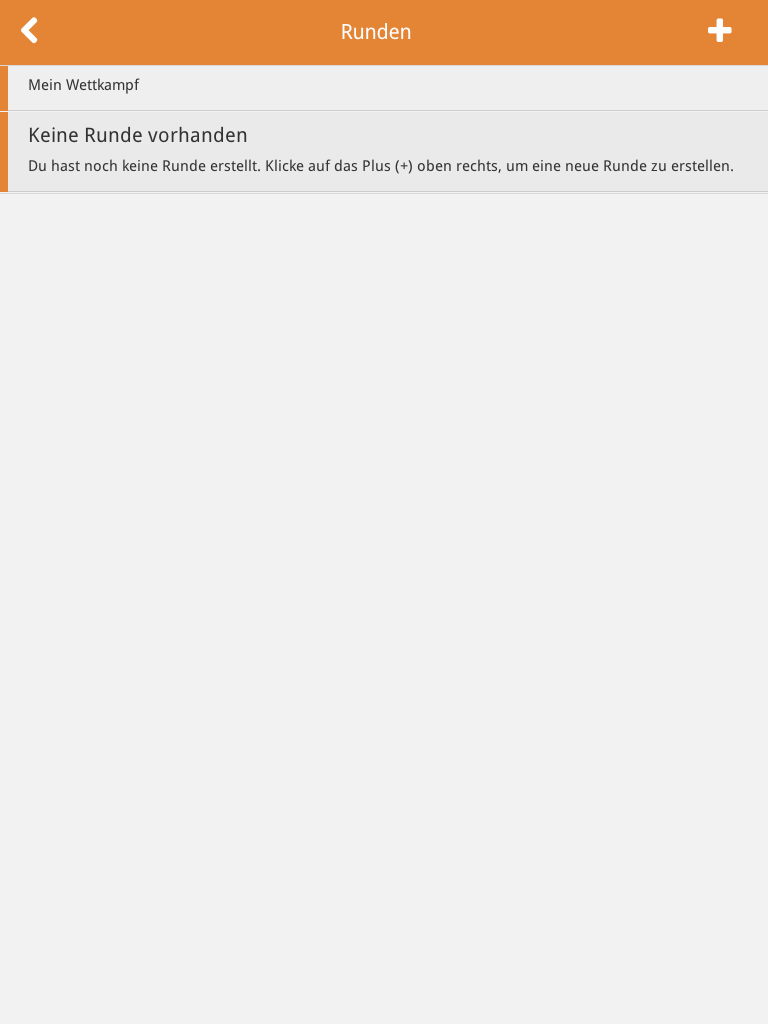 Runden
Mein Wettkampf
Keine Runde vorhanden
Du hast noch keine Runde erstellt. Klicke auf das Plus (+) oben rechts, um eine neue Runde zu erstellen.